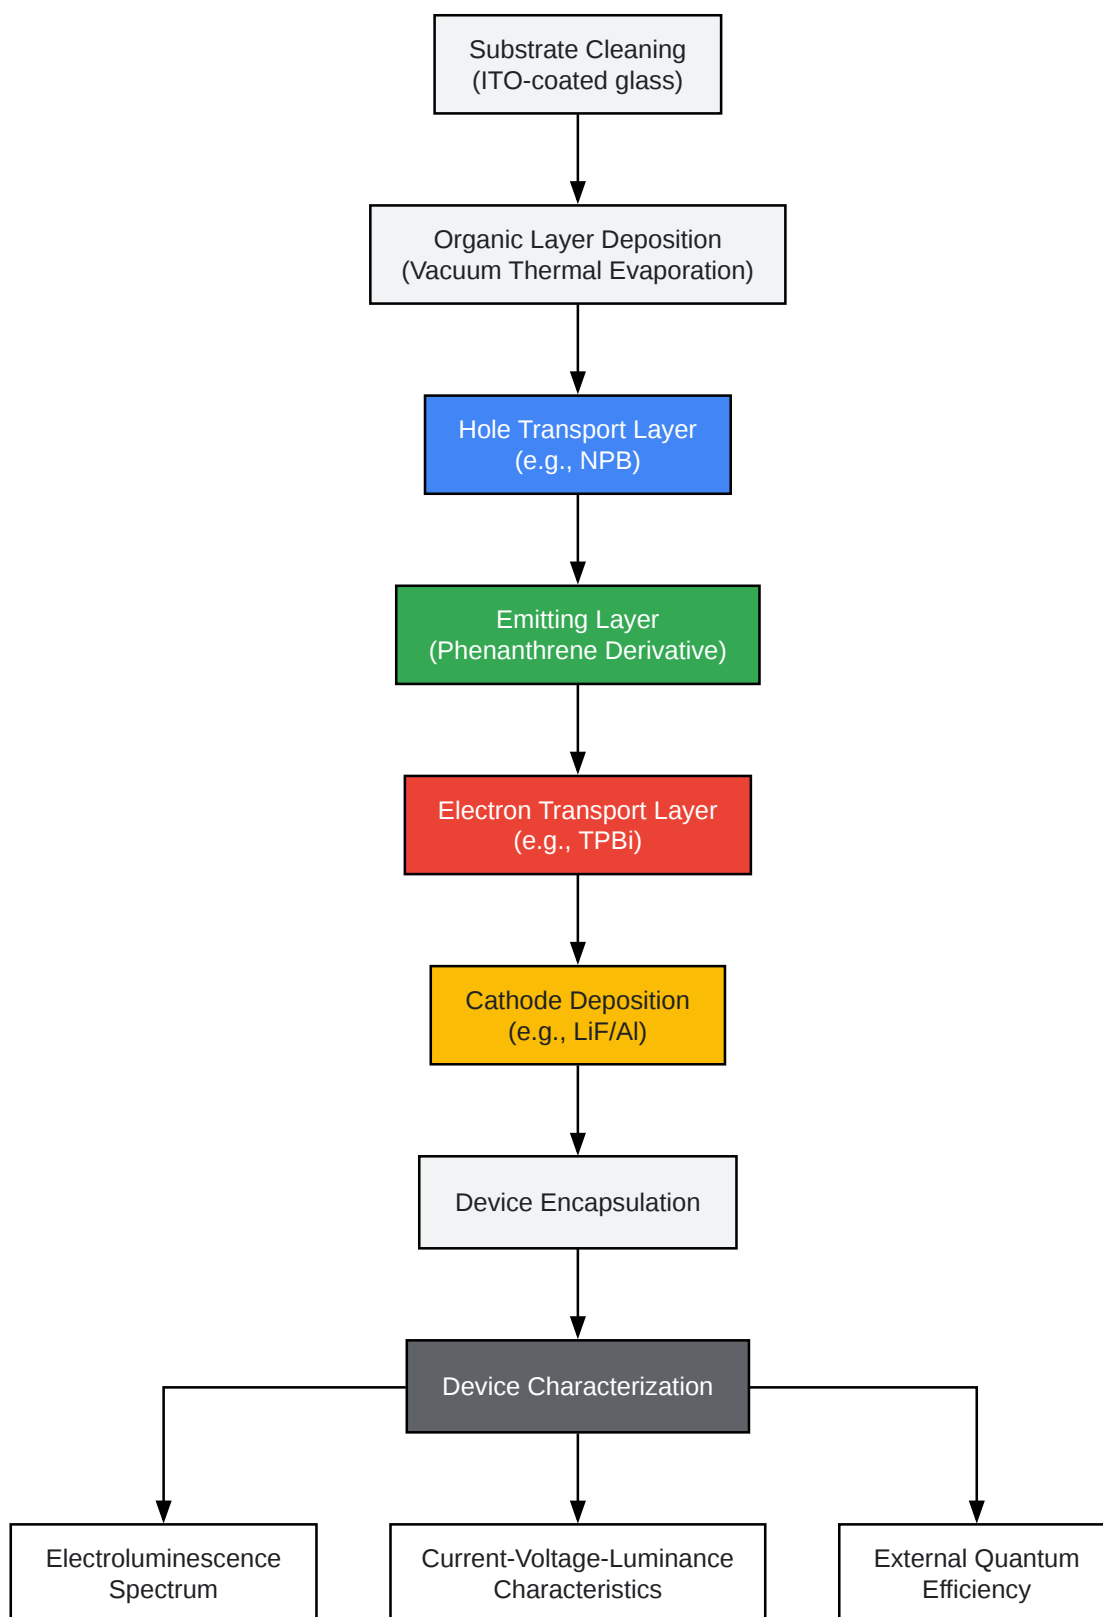 Substrate Cleaning
(ITO-coated glass)
Organic Layer Deposition
(Vacuum Thermal Evaporation)
Hole Transport Layer
(e.g., NPB)
Emitting Layer
(Phenanthrene Derivative)
Electron Transport Layer
(e.g., TPBi)
Cathode Deposition
(e.g., LiF/Al)
Device Encapsulation
Device Characterization
Electroluminescence
Spectrum
Current-Voltage-Luminance
Characteristics
External Quantum
Efficiency